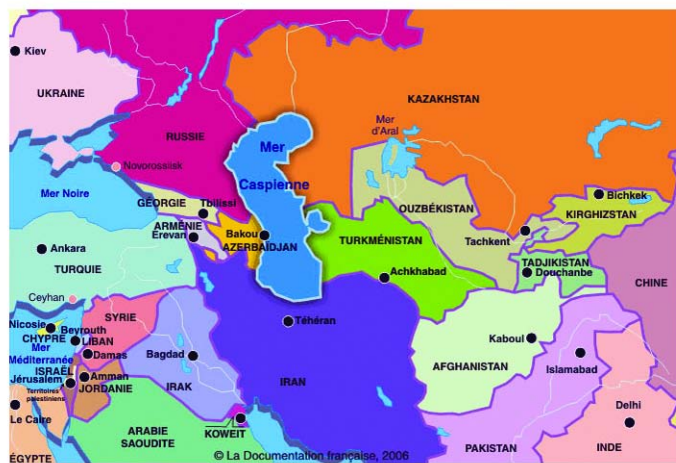 Kiev
UKRAINE
KAZAKHSTAN
RUSSIE
Mer
d'Aral
Mer
Caspienne
Novorossiisk
Mer Noire
GÉORGIE
Tbilissi
ARMÉNIE
Erevan
Bakou
AZERBAÏDJAN
OUZBÉKISTAN
Bichkek
KIRGHIZSTAN
Tachkent
TURKMÉNISTAN
TADJIKISTAN
Douchanbe
CHINE
Ankara
TURQUIE
Achkhabad
Ceyhan
Nicosie
CHYPRE
SYRIE
Beyrouth
LIBAN
Mer
Méditerranée
Damas
Bagdad
Téhéran
Kaboul
AFGHANISTAN
Islamabad
ISRAËL
Jérusalem
Amman
JORDANIE
Territoires
palestiniens
IRAK
IRAN
Le Caire
ÉGYPTE
ARABIE
SAOUDITE
KOWEIT
Delhi
PAKISTAN
INDE
© La Documentation française, 2006